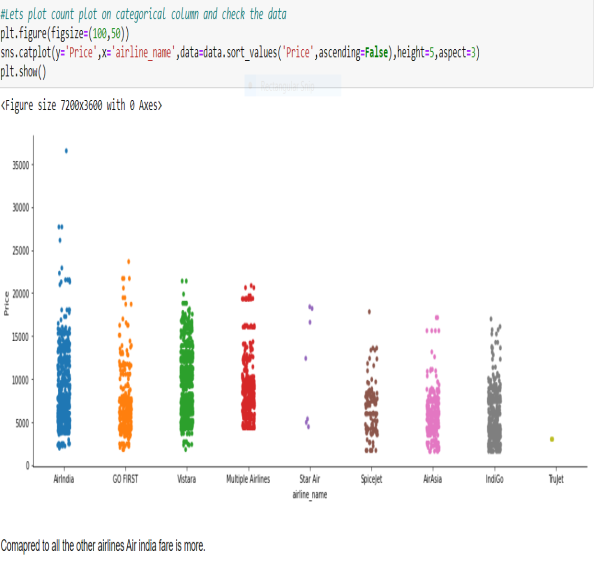 #Lets plot count plot on categorical column and check the data
plt.figure(figsize=(100,50))
sns.catplot(y='Price',x='airline_name',data=data.sort_values('Price',ascending=False),height=5,aspect=3)
plt.show()
<Figure size 7200x3600 with 0 Axes>
35000
30000
25000
20000
15000
10000
5000
0
Price
AirIndia GO FIRST Vistara Multiple Airlines Star Air SpiceJet AirAsia IndiGo TruJet
airline_name
Comapred to all the other airlines Air india fare is more.